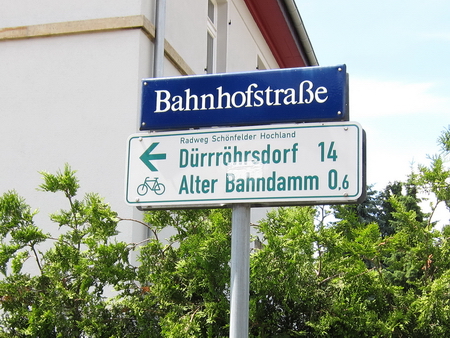 Bahnhofstraße
Radweg Schönfelder Hochland
Dürrröhrsdorf 14
Alter Bahndamm 0,6